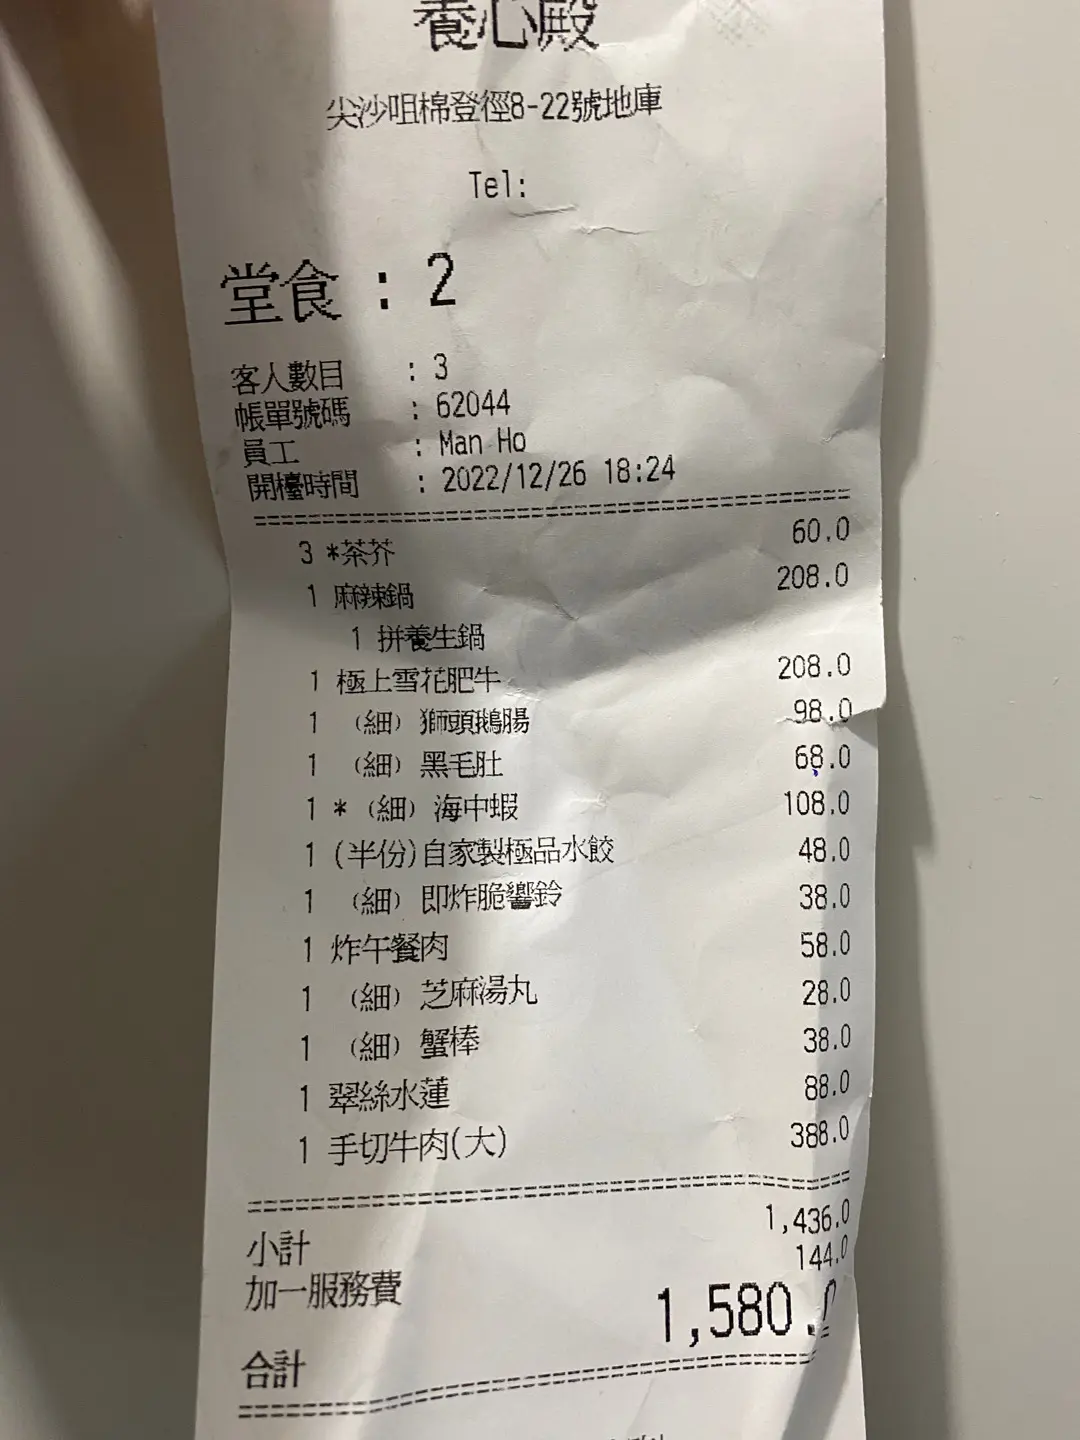 養心殿
尖沙咀棉登徑8-22號地庫
Tel:
堂食 : 2
客人數目 : 3
帳單號碼 : 62044
員工 : Man Ho
開檯時間 : 2022/12/26 18:24
3 *茶芥 60.0
1 麻辣鍋 208.0
1 拼養生鍋
1 極上雪花肥牛 208.0
1 (細) 獅頭鵝腸 98.0
1 (細) 黑毛肚 68.0
1 * (細) 海中蝦 108.0
1 (半份)自家製極品水餃 48.0
1 (細) 即炸脆響鈴 38.0
1 炸午餐肉 58.0
1 (細) 芝麻湯丸 28.0
1 (細) 蟹棒 38.0
1 翠絲水蓮 88.0
1 手切牛肉(大) 388.0
小計 1,436.0
加一服務費 144.0
合計 1,580.0